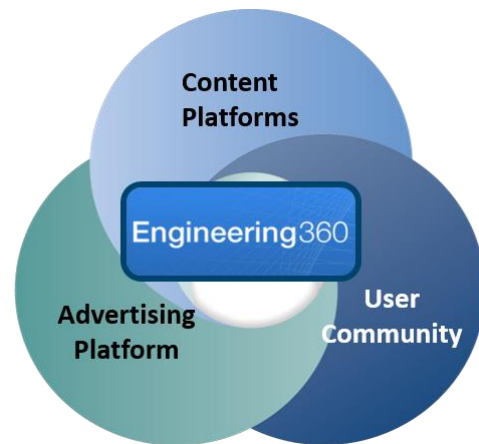 Content
Platforms
Engineering360
Advertising
Platform
User
Community